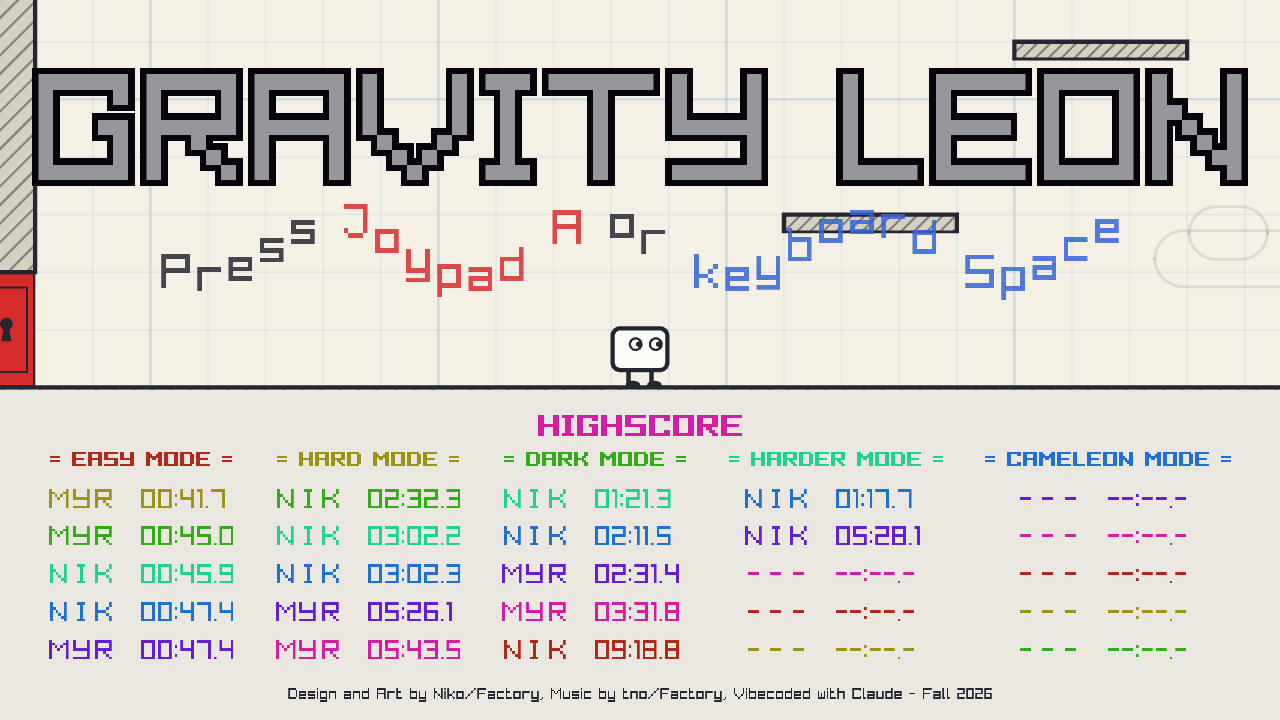 GRAVITY LEON
Press Joypad A or keyboard Space
HIGHSCORE
= EASY MODE = = HARD MODE = = DARK MODE = = HARDER MODE = = CAMELEON MODE =
MYR 00:41.7 NIK 02:32.3 NIK 01:21.3 NIK 01:17.7 - - - --:--.-
MYR 00:45.0 NIK 03:02.2 NIK 02:11.5 NIK 05:28.1 - - - --:--.-
NIK 00:45.9 NIK 03:02.3 MYR 02:31.4 - - - --:--.- - - - --:--.-
NIK 00:47.4 MYR 05:26.1 MYR 03:31.8 - - - --:--.- - - - --:--.-
MYR 00:47.4 MYR 05:43.5 NIK 09:18.8 - - - --:--.- - - - --:--.-
Design and Art by Niko/Factory, Music by tno/Factory, Vibecoded with Claude - Fall 2026